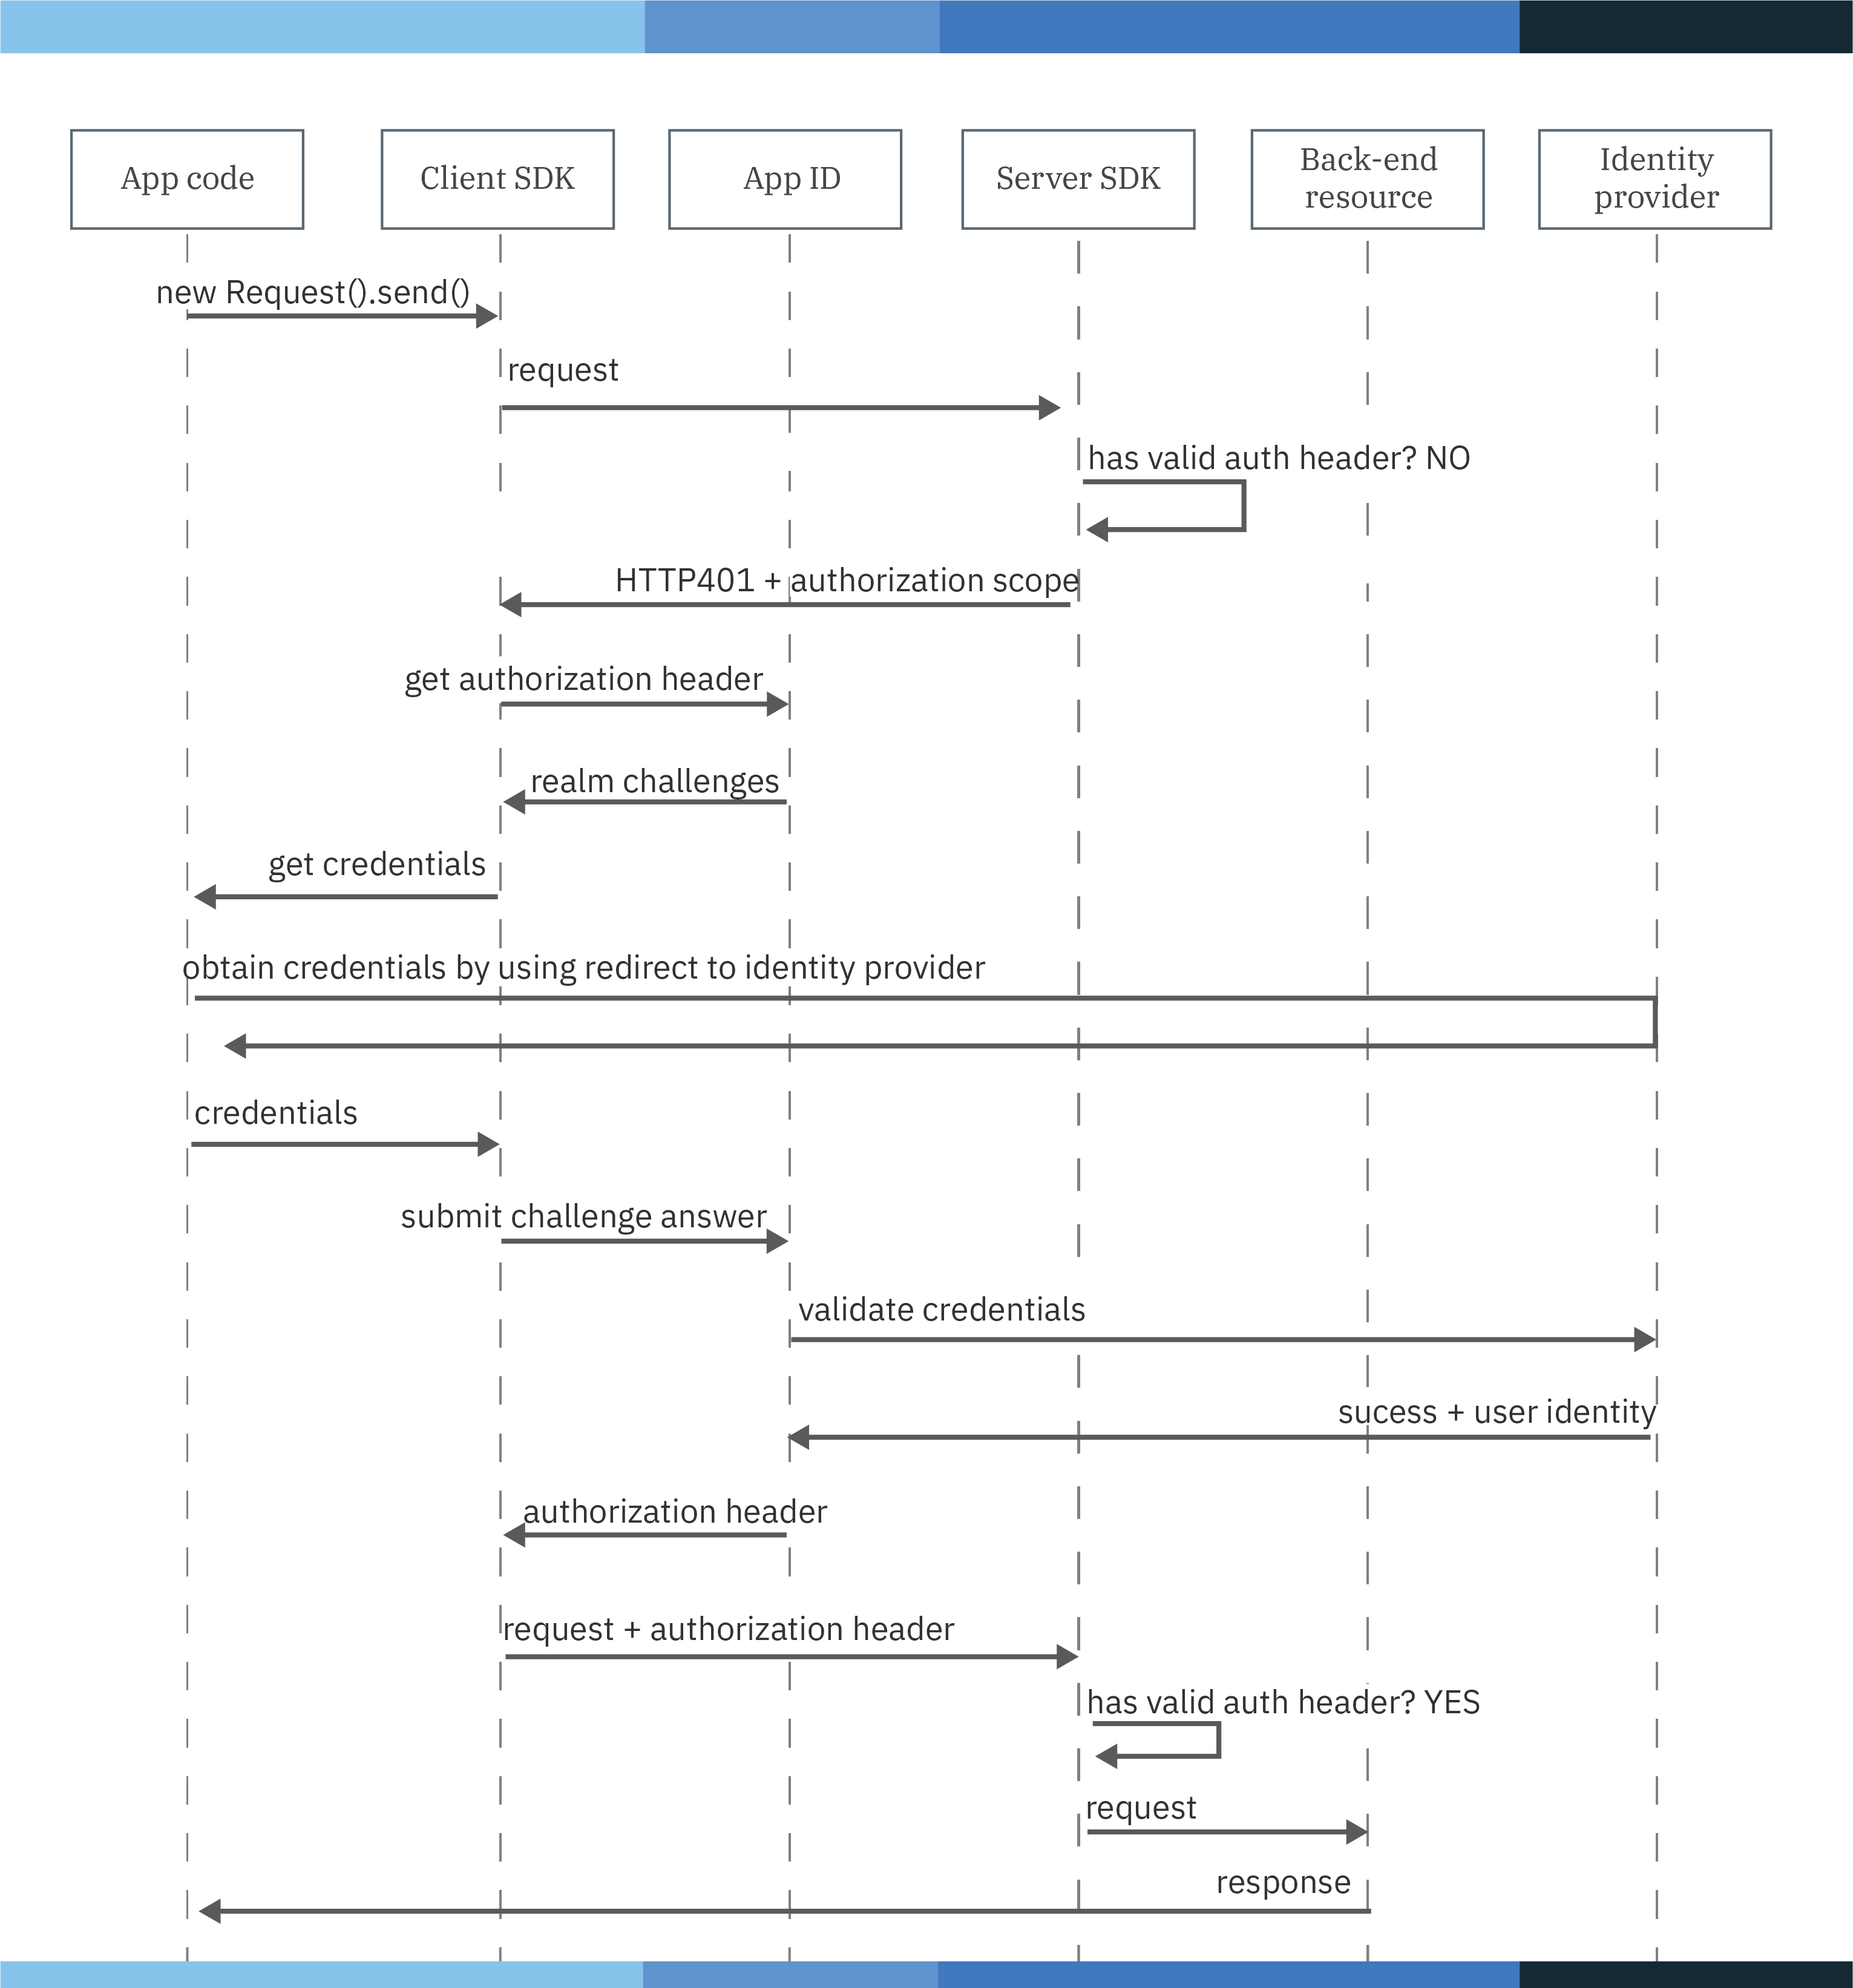 App code
Client SDK
App ID
Server SDK
Back-end
resource
Identity
provider
new Request().send()
request
has valid auth header? NO
HTTP401 + authorization scope
get authorization header
realm challenges
get credentials
obtain credentials by using redirect to identity provider
credentials
submit challenge answer
validate credentials
sucess + user identity
authorization header
request + authorization header
has valid auth header? YES
request
response